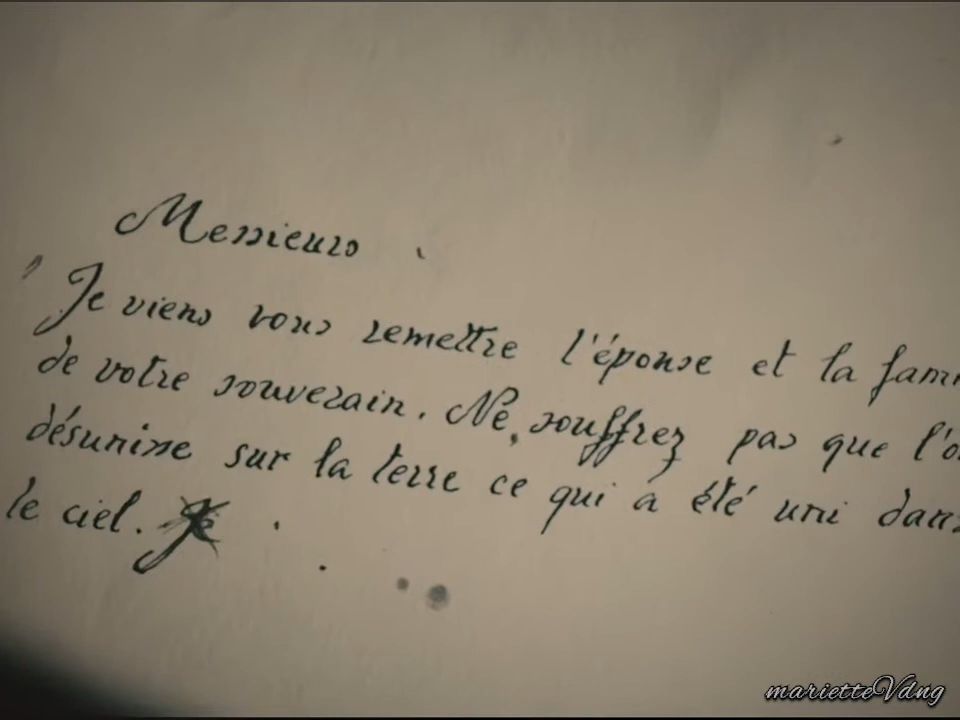 Messieurs
Je viens vous remettre l'épouse et la fam
de votre souverain. Ne souffrez pas que l'o
désunisse sur la terre ce qui a été uni dans
le ciel.
marietteVdng